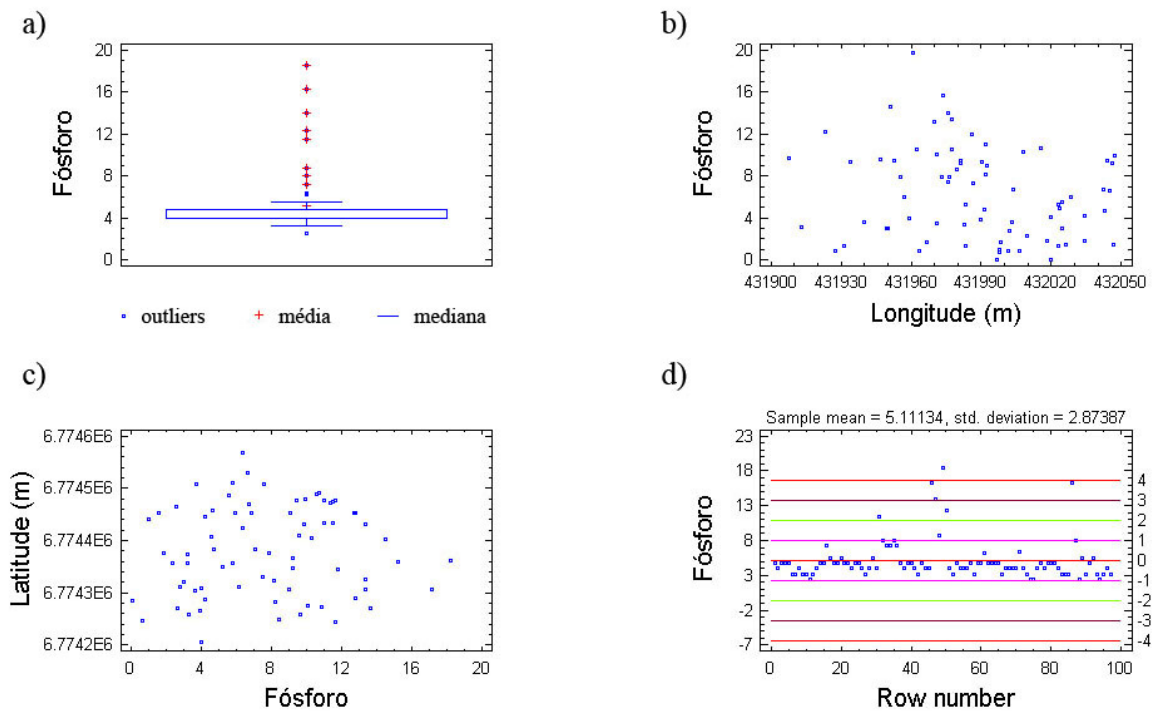 a)
Fósforo
20
16
12
8
4
0
outliers
média
mediana
b)
Fósforo
20
16
12
8
4
0
431900 431930 431960 431990 432020 432050
Longitude (m)
c)
Latitude (m)
6.7746E6
6.7745E6
6.7744E6
6.7743E6
6.7742E6
0 4 8 12 16 20
Fósforo
d)
Sample mean = 5.11134, std. deviation = 2.87387
Fósforo
23
18
13
8
3
-2
-7
4
3
2
1
0
-1
-2
-3
-4
0 20 40 60 80 100
Row number